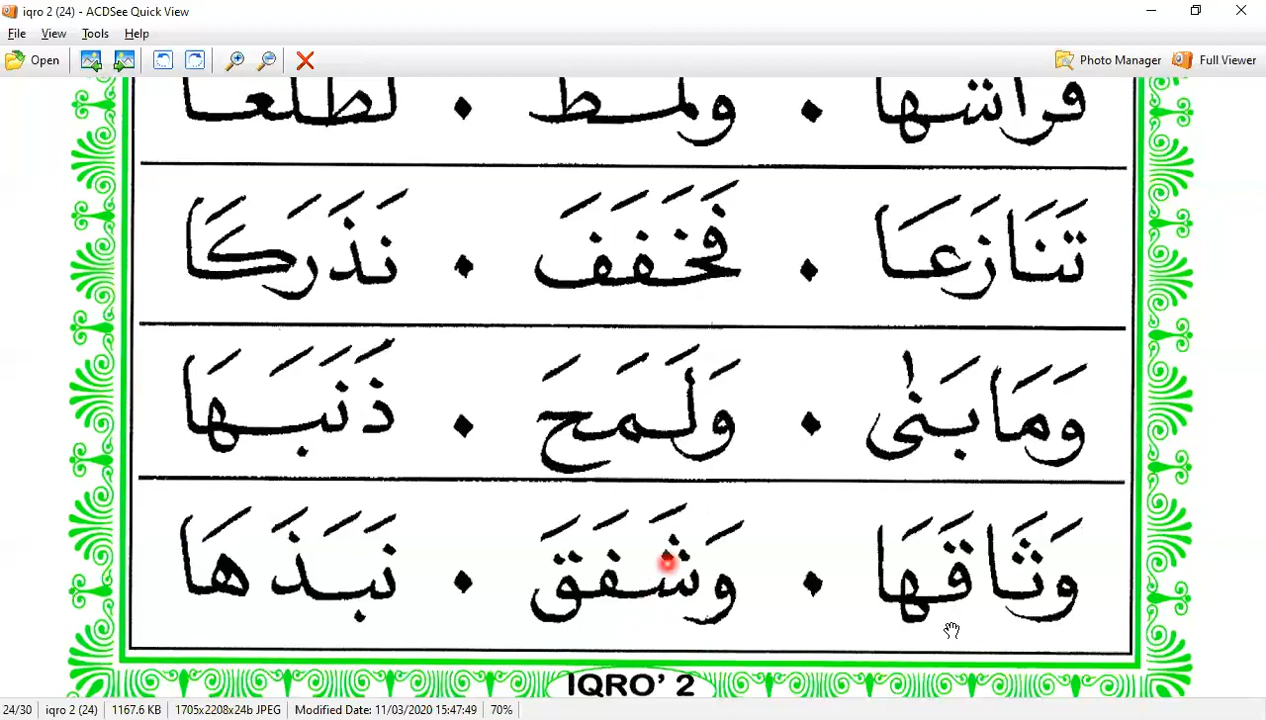 iqro 2 (24) - ACDSee Quick View
File View Tools Help
Open Photo Manager Full Viewer
تَنَازَعَا • فَخَفَفَ • نَذَرَكَا
وَمَابَنٰى • وَلَمَحَ • ذَنَبَهَا
وَثَاقَهَا • وَشَفَقَ • نَبَذَهَا
IQRO' 2
24/30 iqro 2 (24) 1167.6 KB 1705x2208x24b JPEG Modified Date: 11/03/2020 15:47:49 70%